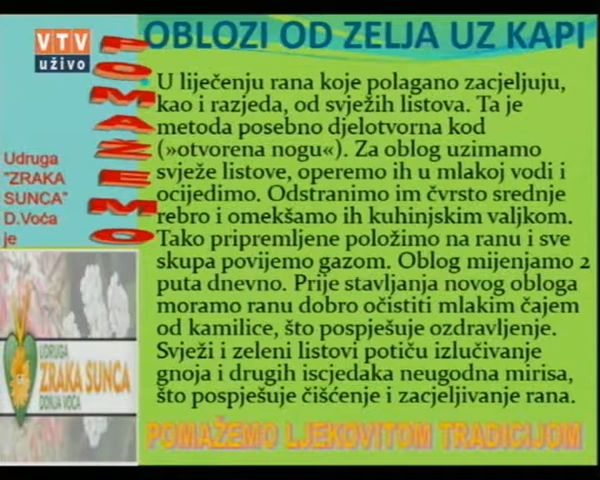 VTV
uživo
POMAŽEMO
Udruga
"ZRAKA
SUNCA"
D.Voća
je
UDRUGA
ZRAKA SUNCA
DONJA VOĆA
OBLOZI OD ZELJA UZ KAPI
U liječenju rana koje polagano zacjeljuju,
kao i razjeda, od svježih listova. Ta je
metoda posebno djelotvorna kod
(»otvorena nogu«). Za oblog uzimamo
svježe listove, operemo ih u mlakoj vodi i
ocijedimo. Odstranimo im čvrsto srednje
rebro i omekšamo ih kuhinjskim valjkom.
Tako pripremljene položimo na ranu i sve
skupa povijemo gazom. Oblog mijenjamo 2
puta dnevno. Prije stavljanja novog obloga
moramo ranu dobro očistiti mlakim čajem
od kamilice, što pospješuje ozdravljenje.
Svježi i zeleni listovi potiču izlučivanje
gnoja i drugih iscjedaka neugodna mirisa,
što pospješuje čišćenje i zacjeljivanje rana.
POMAŽEMO LJEKOVITOM TRADICIJOM